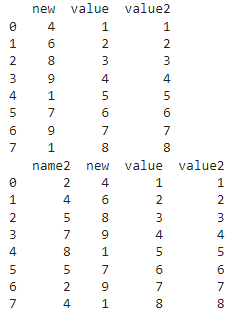 new value value2
0 4 1 1
1 6 2 2
2 8 3 3
3 9 4 4
4 1 5 5
5 7 6 6
6 9 7 7
7 1 8 8
name2 new value value2
0 2 4 1 1
1 4 6 2 2
2 5 8 3 3
3 7 9 4 4
4 8 1 5 5
5 5 7 6 6
6 2 9 7 7
7 4 1 8 8